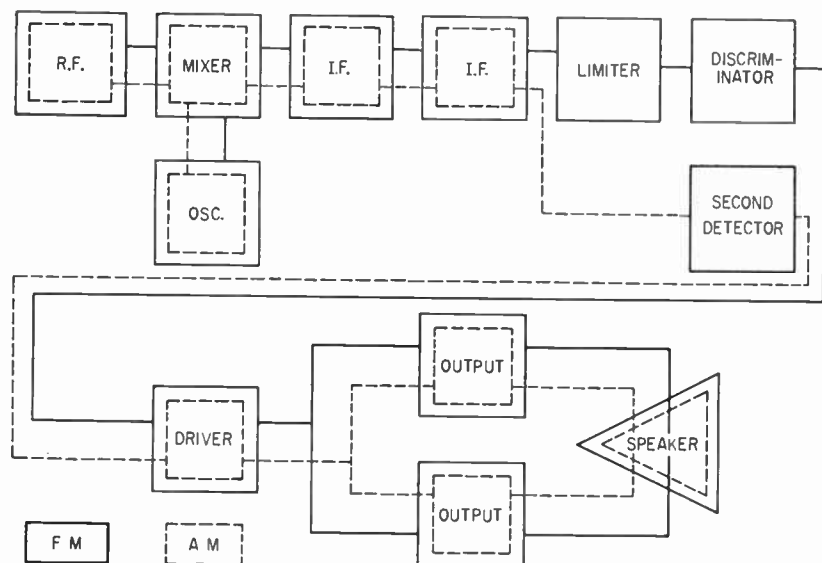 R.F.
MIXER
I.F.
I.F.
LIMITER
DISCRIM-
INATOR
OSC.
SECOND
DETECTOR
OUTPUT
DRIVER
SPEAKER
OUTPUT
F M
A M